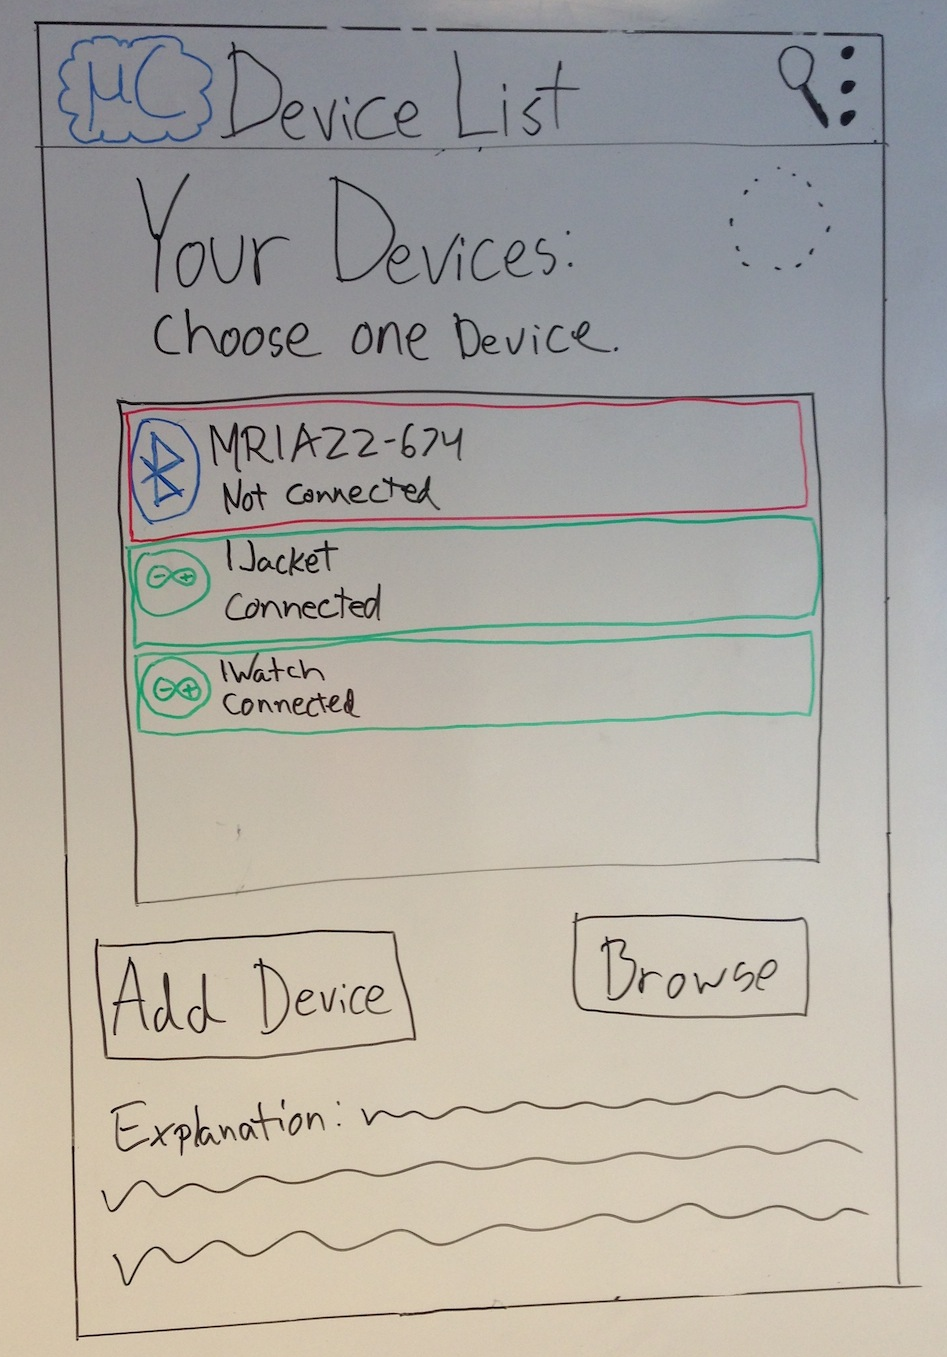 μC Device List
Your Devices:
Choose one Device.
MR1A22-674
Not Connected
IJacket
Connected
IWatch
Connected
Add Device
Browse
Explanation: